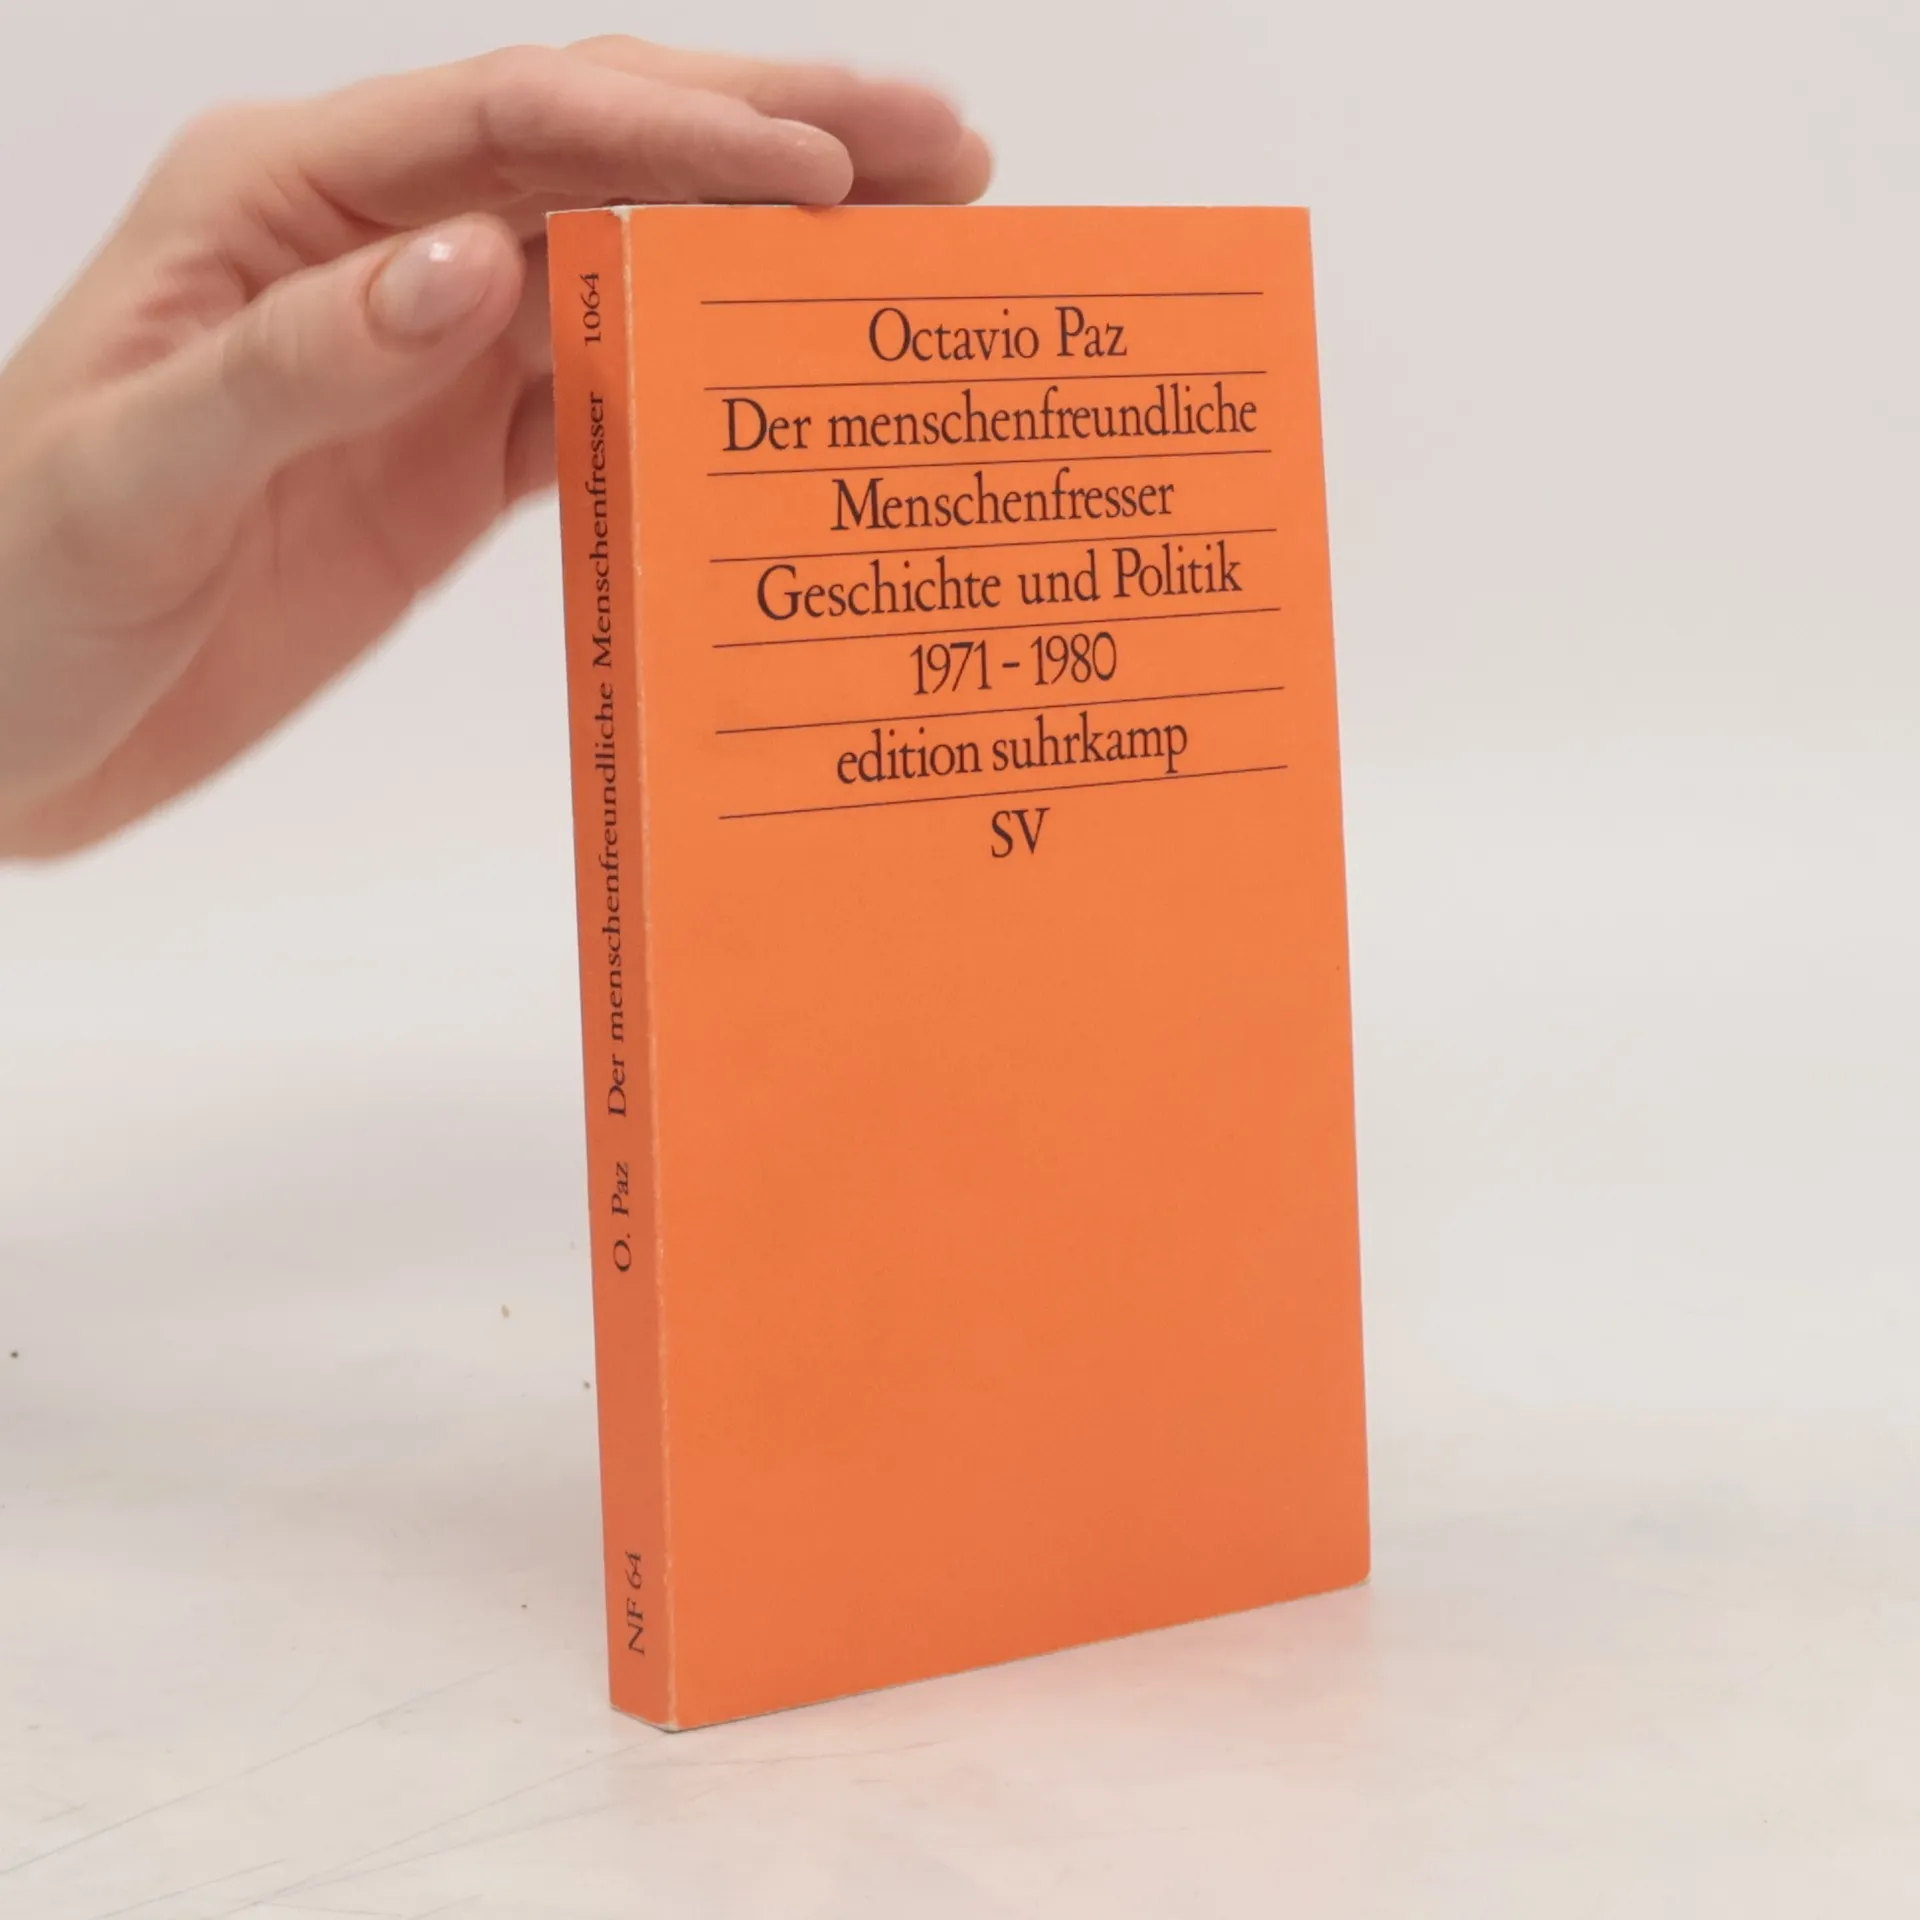 Octavio Paz
Der menschenfreundliche
Menschenfresser
Geschichte und Politik
1971 - 1980
edition suhrkamp
SV
NF 64 O. Paz Der menschenfreundliche Menschenfresser 1064